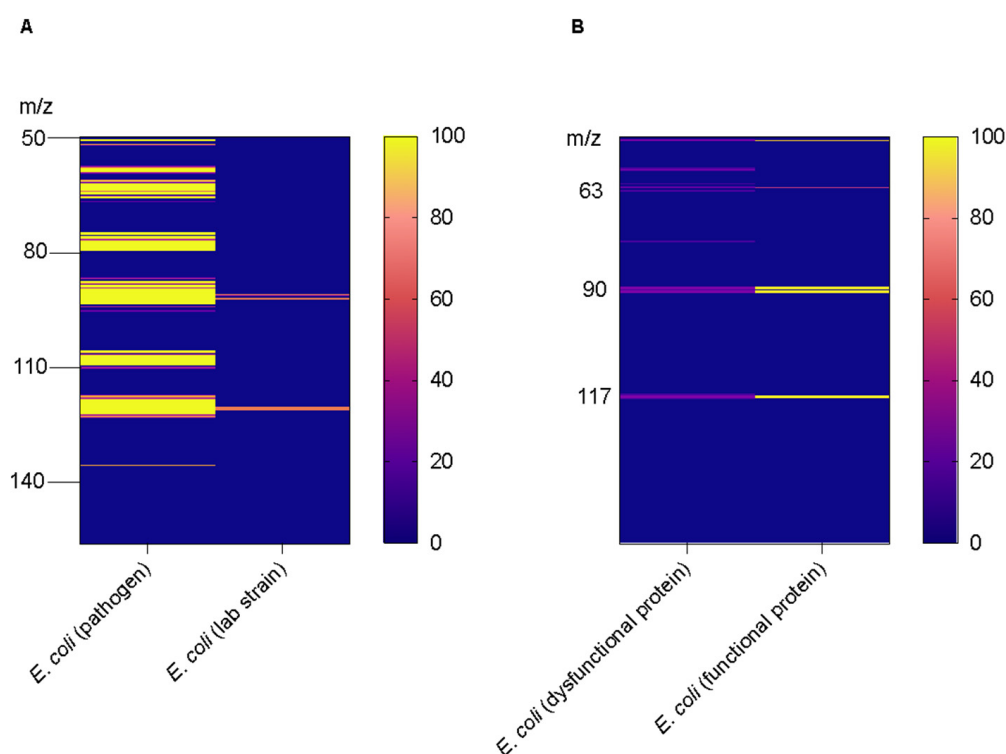 A
m/z
50
80
110
140
100
80
60
40
20
0
E. coli (pathogen)
E. coli (lab strain)
B
m/z
63
90
117
100
80
60
40
20
0
E. coli (dysfunctional protein)
E. coli (functional protein)